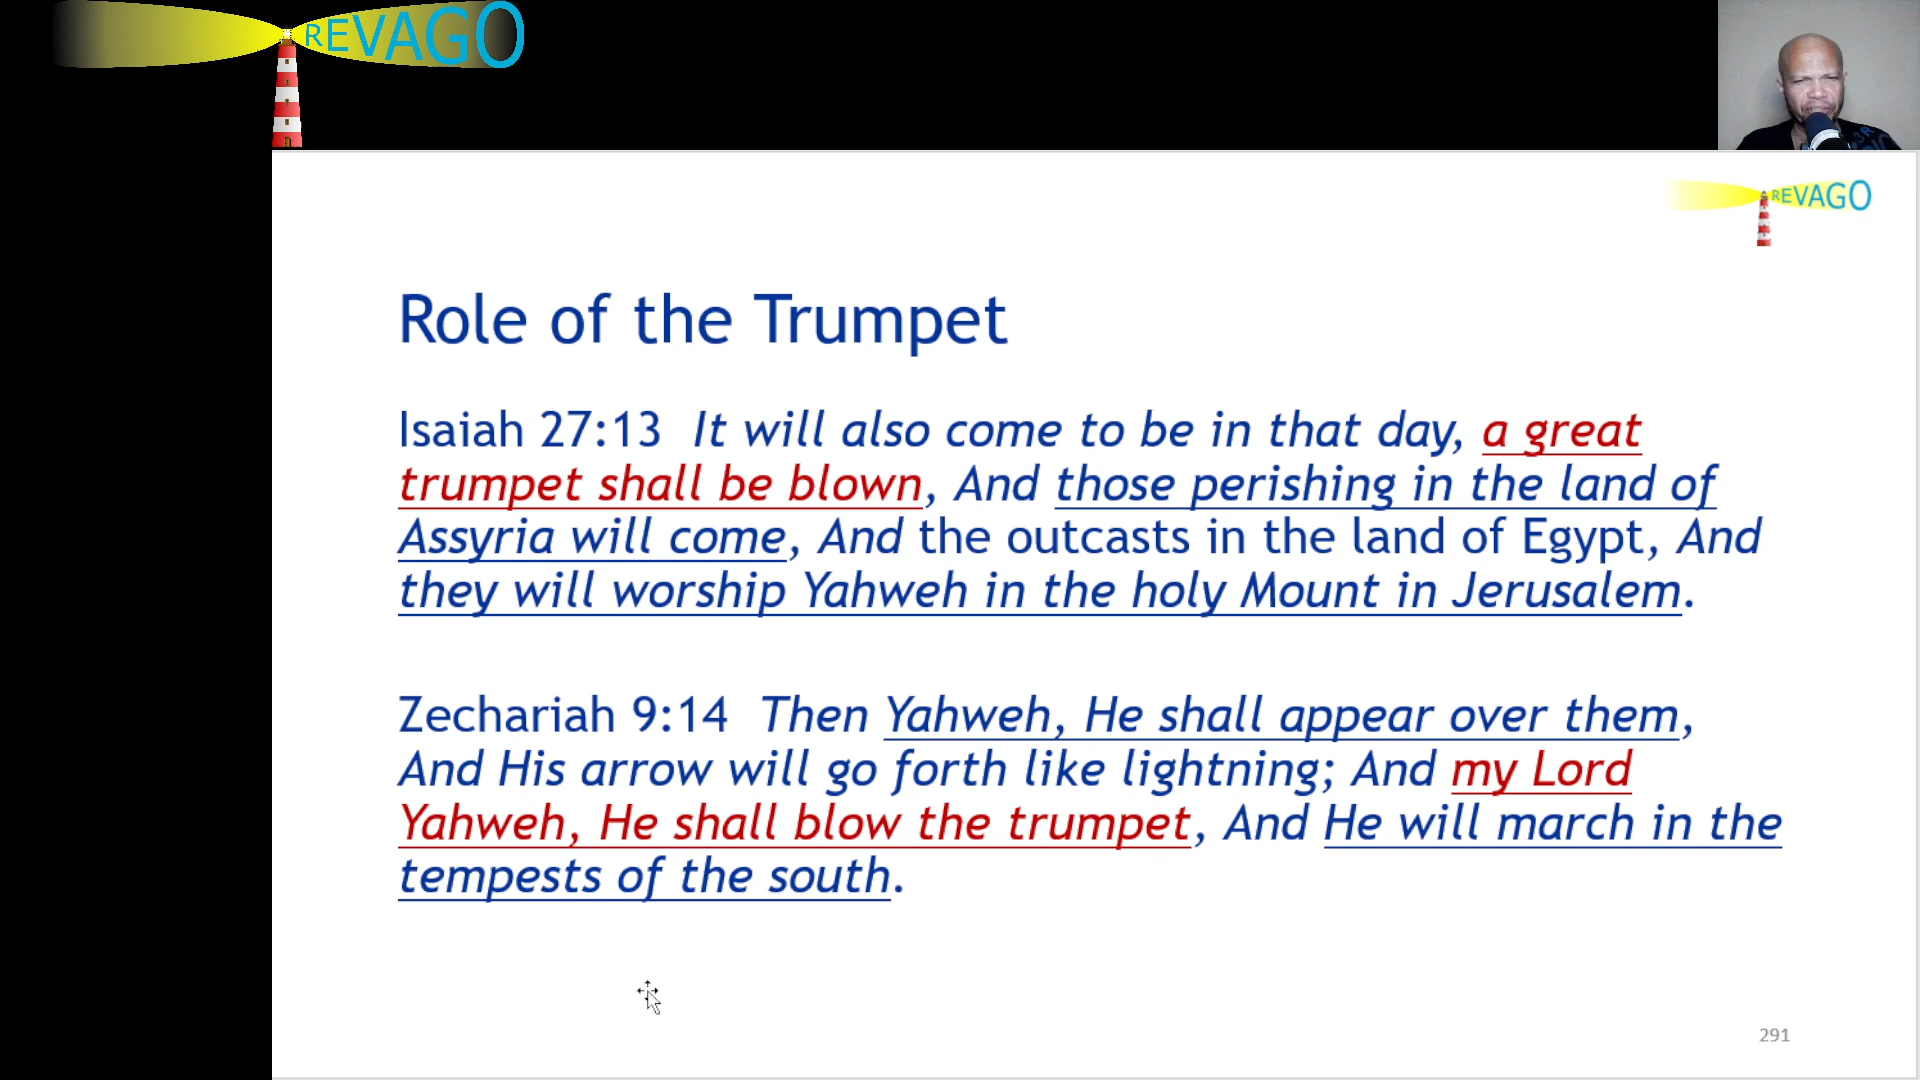 REVAGO
REVAGO
Role of the Trumpet
Isaiah 27:13 It will also come to be in that day, a great
trumpet shall be blown, And those perishing in the land of
Assyria will come, And the outcasts in the land of Egypt, And
they will worship Yahweh in the holy Mount in Jerusalem.
Zechariah 9:14 Then Yahweh, He shall appear over them,
And His arrow will go forth like lightning; And my Lord
Yahweh, He shall blow the trumpet, And He will march in the
tempests of the south.
291